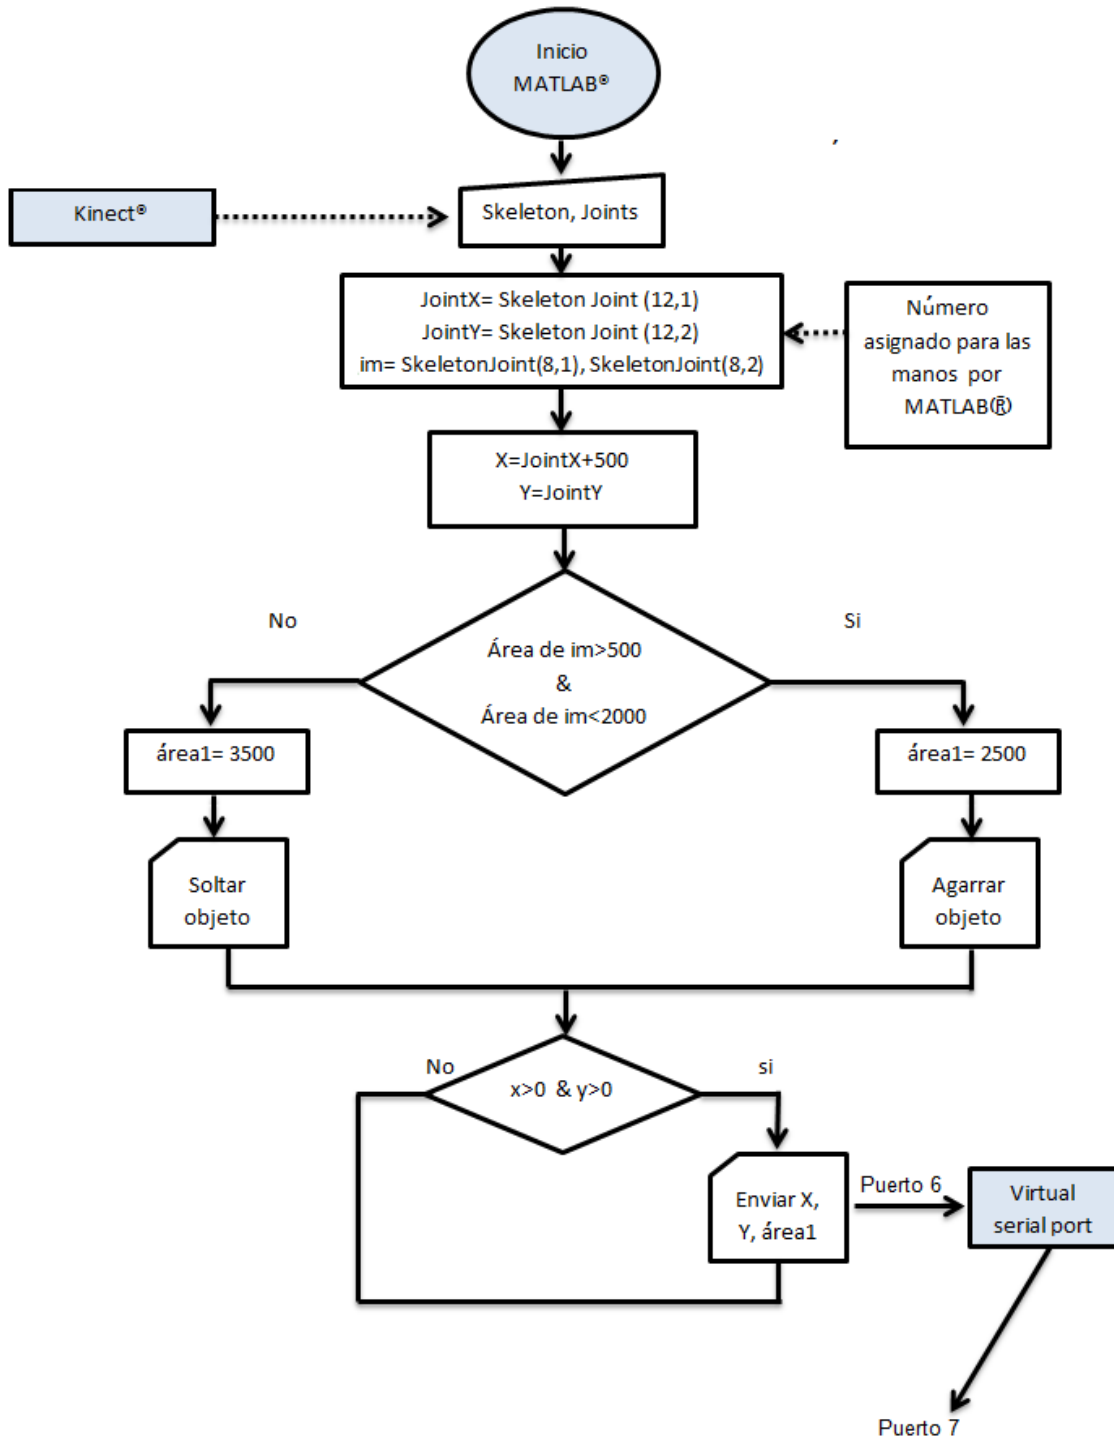 Inicio
MATLAB®
Kinect®
Skeleton, Joints
JointX= Skeleton Joint (12,1)
JointY= Skeleton Joint (12,2)
im= SkeletonJoint(8,1), SkeletonJoint(8,2)
Número
asignado para las
manos por
MATLAB®
X=JointX+500
Y=JointY
No
Si
Área de im>500
&
Área de im<2000
área1= 3500
área1= 2500
Soltar
objeto
Agarrar
objeto
No
si
x>0 & y>0
Enviar X,
Y, área1
Puerto 6
Virtual
serial port
Puerto 7